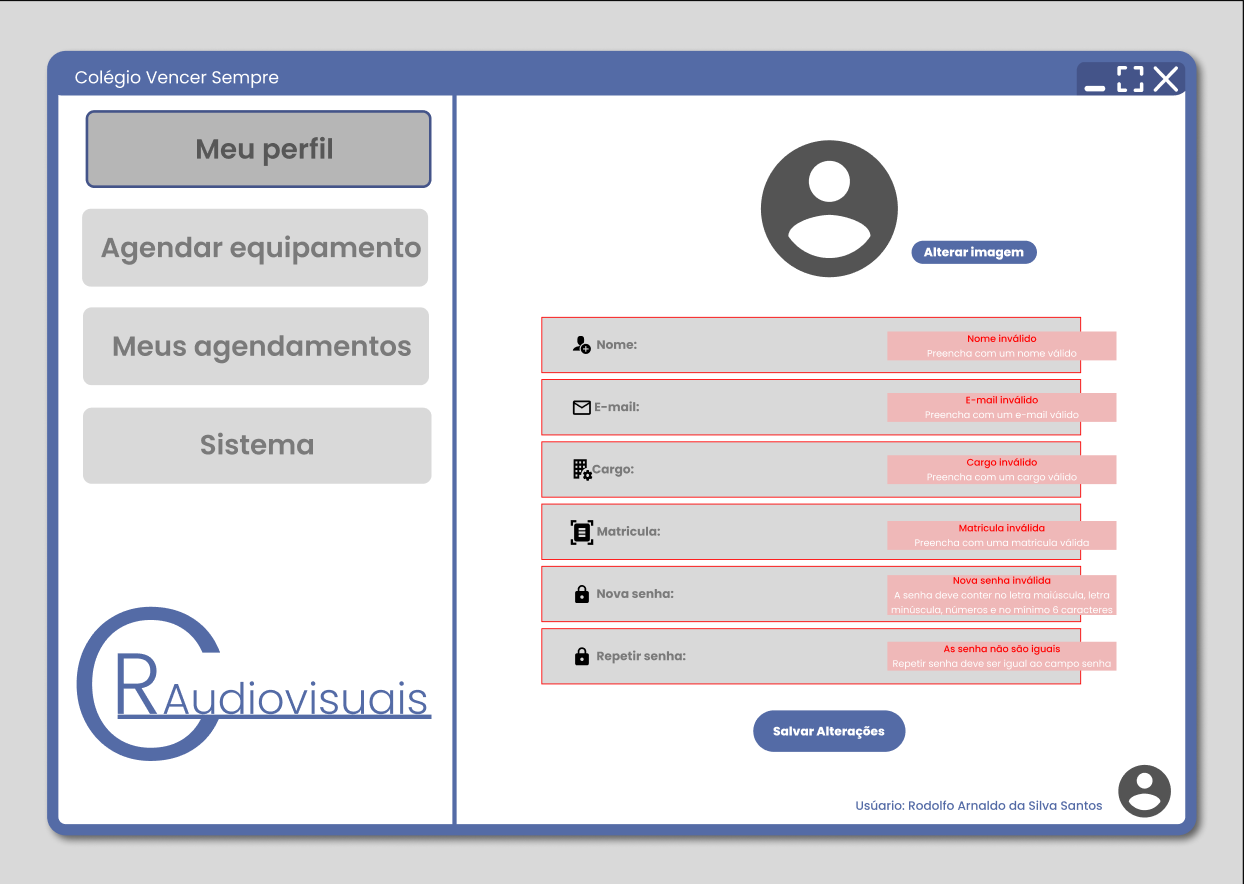 Colégio Vencer Sempre
Meu perfil
Agendar equipamento
Meus agendamentos
Sistema
CR Audiovisuais
Alterar imagem
Nome:
Nome inválido
Preencha com um nome válido
E-mail:
E-mail inválido
Preencha com um e-mail válido
Cargo:
Cargo inválido
Preencha com um cargo válido
Matricula:
Matricula inválida
Preencha com uma matricula válida
Nova senha:
Nova senha inválida
A senha deve conter no letra maiúscula, letra
minúscula, números e no mínimo 6 caracteres
Repetir senha:
As senha não são iguais
Repetir senha deve ser igual ao campo senha
Salvar Alterações
Usúario: Rodolfo Arnaldo da Silva Santos